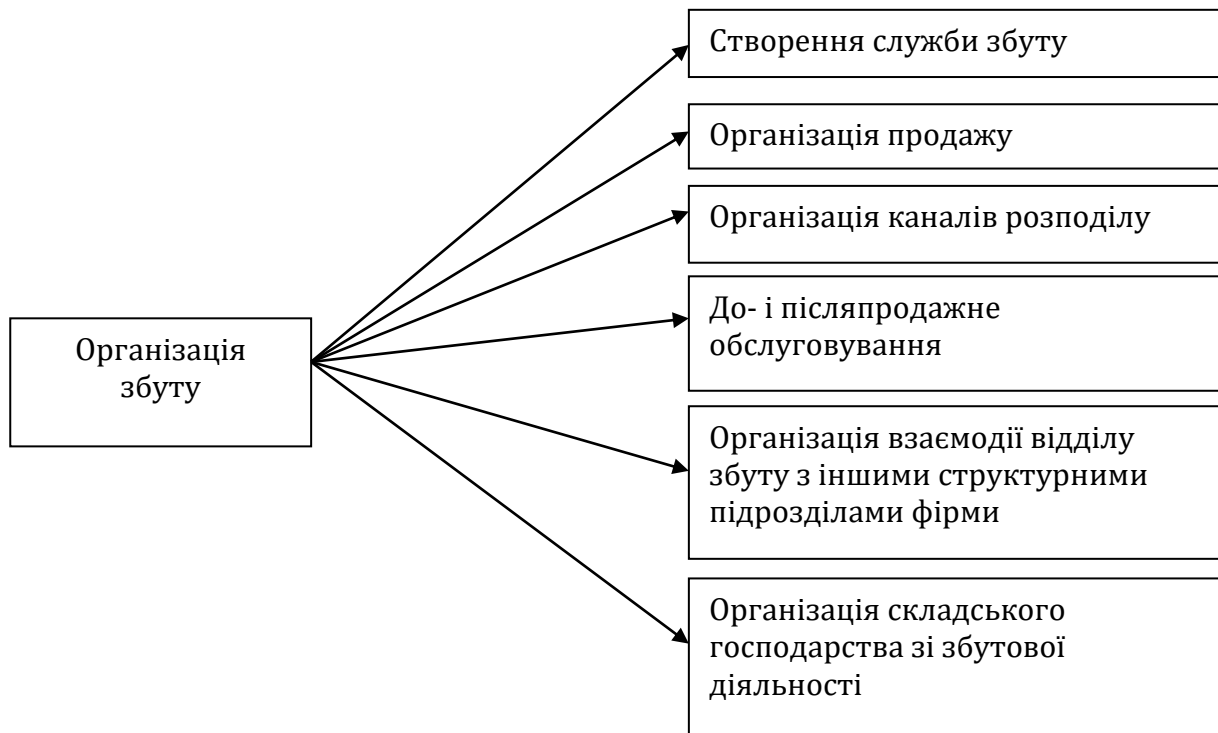 Створення служби збуту
Організація продажу
Організація каналів розподілу
До- і післяпродажне
обслуговування
Організація
збуту
Організація взаємодії відділу
збуту з іншими структурними
підрозділами фірми
Організація складського
господарства зі збутової
діяльності